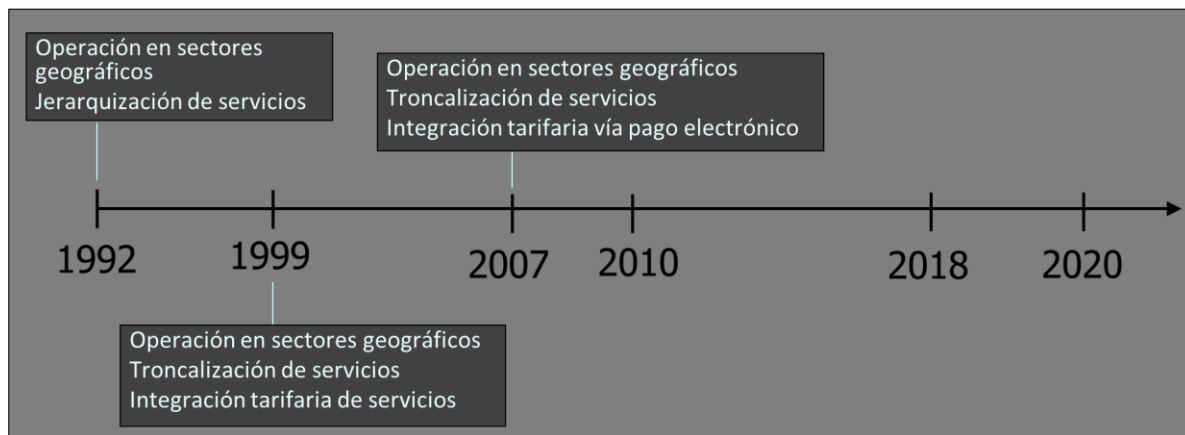 Operación en sectores
geográficos
Jerarquización de servicios
Operación en sectores geográficos
Troncalización de servicios
Integración tarifaria vía pago electrónico
1992
1999
2007
2010
2018
2020
Operación en sectores geográficos
Troncalización de servicios
Integración tarifaria de servicios